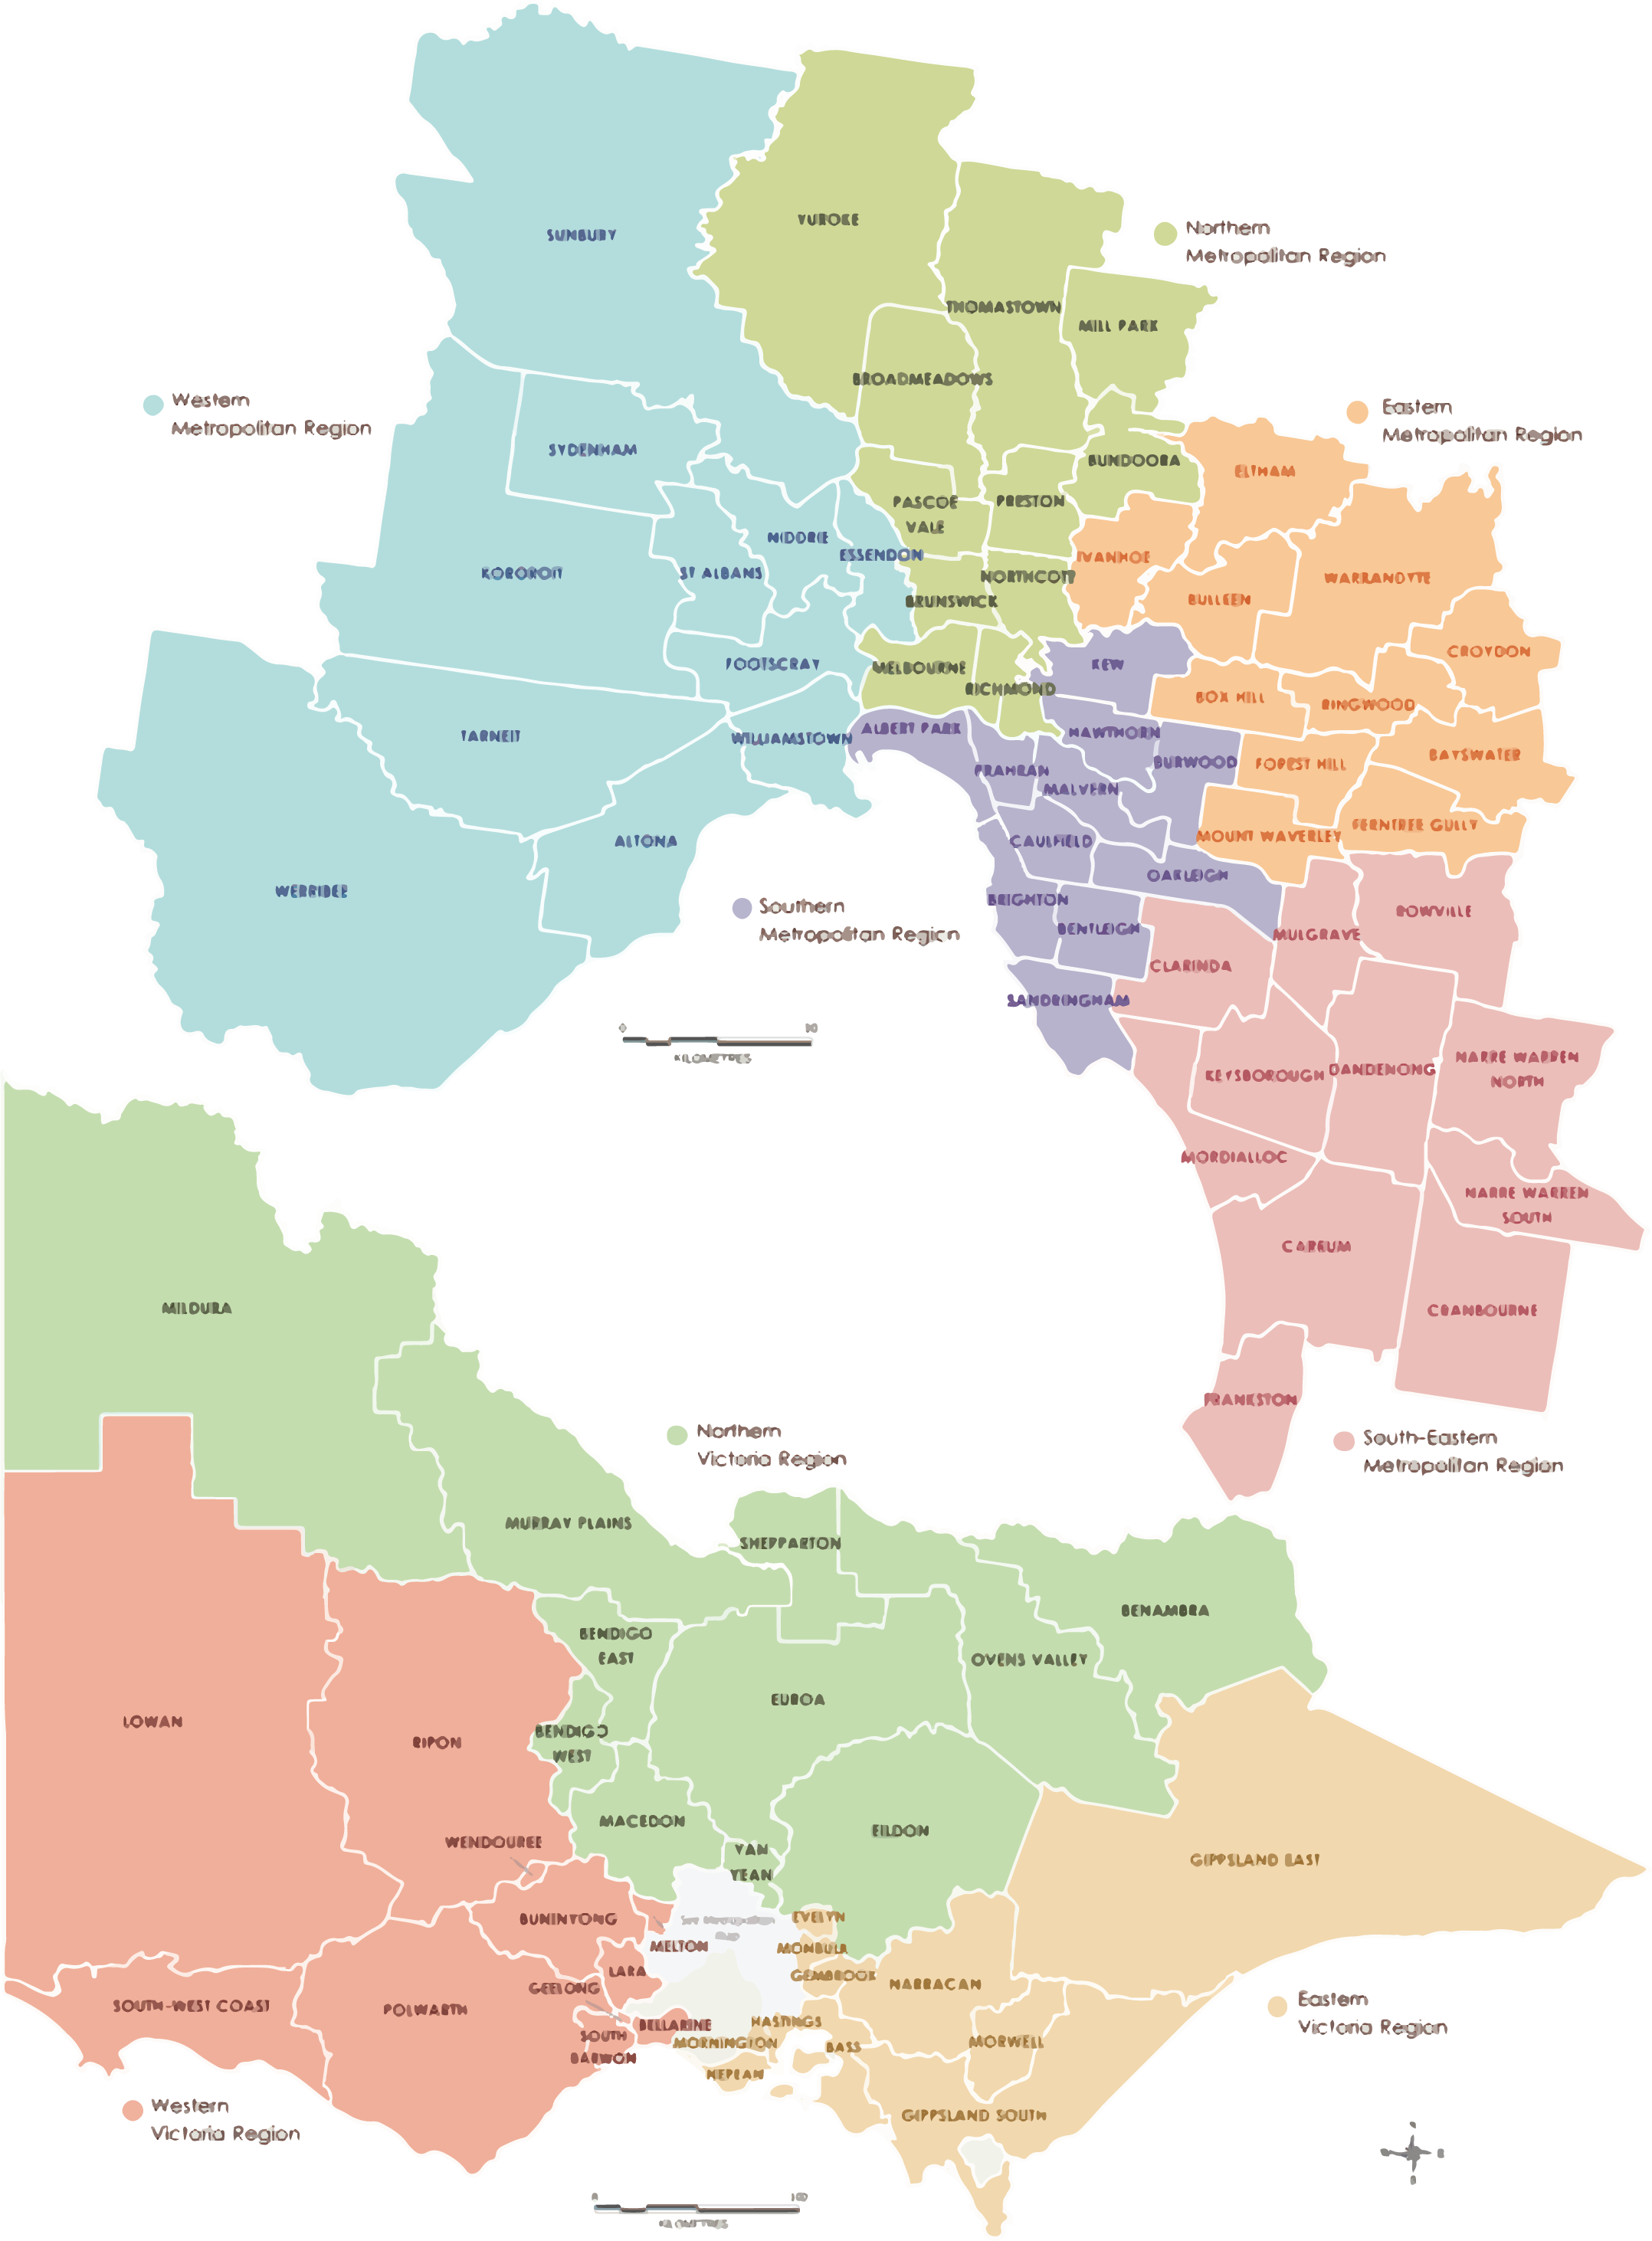 SUNBURY
YUROKE
Northern
Metropolitan Region
THOMASTOWN
MILL PARK
BROADMEADOWS
Western
Metropolitan Region
Eastern
Metropolitan Region
SYDENHAM
BUNDOORA
ELTHAM
PASCOE
VALE
PRESTON
NIDDRIE
ESSENDON
IVANHOE
KOROROIT
ST ALBANS
NORTHCOTE
WARRANDYTE
BRUNSWICK
BULLEEN
FOOTSCRAY
MELBOURNE
KEW
CROYDON
RICHMOND
BOX HILL
RINGWOOD
TARNEIT
WILLIAMSTOWN
ALBERT PARK
HAWTHORN
BURWOOD
FOREST HILL
BAYSWATER
PRAHRAN
MALVERN
ALTONA
CAULFIELD
MOUNT WAVERLEY
FERNTREE GULLY
WERRIBEE
OAKLEIGH
Southern
Metropolitan Region
BRIGHTON
BENTLEIGH
MULGRAVE
ROWVILLE
CLARINDA
SANDRINGHAM
0 10
KILOMETRES
KEYSBOROUGH
DANDENONG
NARRE WARREN
NORTH
MORDIALLOC
NARRE WARREN
SOUTH
CARRUM
MILDURA
CRANBOURNE
FRANKSTON
Northern
Victoria Region
South-Eastern
Metropolitan Region
MURRAY PLAINS
SHEPPARTON
BENAMBRA
BENDIGO
EAST
OVENS VALLEY
EUROA
LOWAN
RIPON
BENDIGO
WEST
MACEDON
EILDON
WENDOUREE
YAN
YEAN
GIPPSLAND EAST
BUNINYONG
EVELYN
MELTON
MONBULK
LARA
GEMBROOK
GEELONG
NARRACAN
SOUTH-WEST COAST
POLWARTH
BELLARINE
HASTINGS
Eastern
Victoria Region
SOUTH
BARWON
MORNINGTON
BASS
MORWELL
NEPEAN
Western
Victoria Region
GIPPSLAND SOUTH
0 100
KILOMETRES